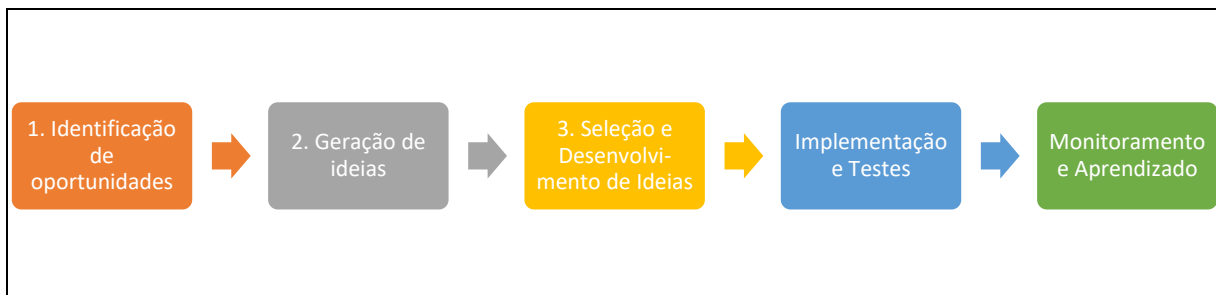 1. Identificação
de
oportunidades
2. Geração de
ideias
3. Seleção e
Desenvolvi-
mento de Ideias
Implementação
e Testes
Monitoramento
e Aprendizado